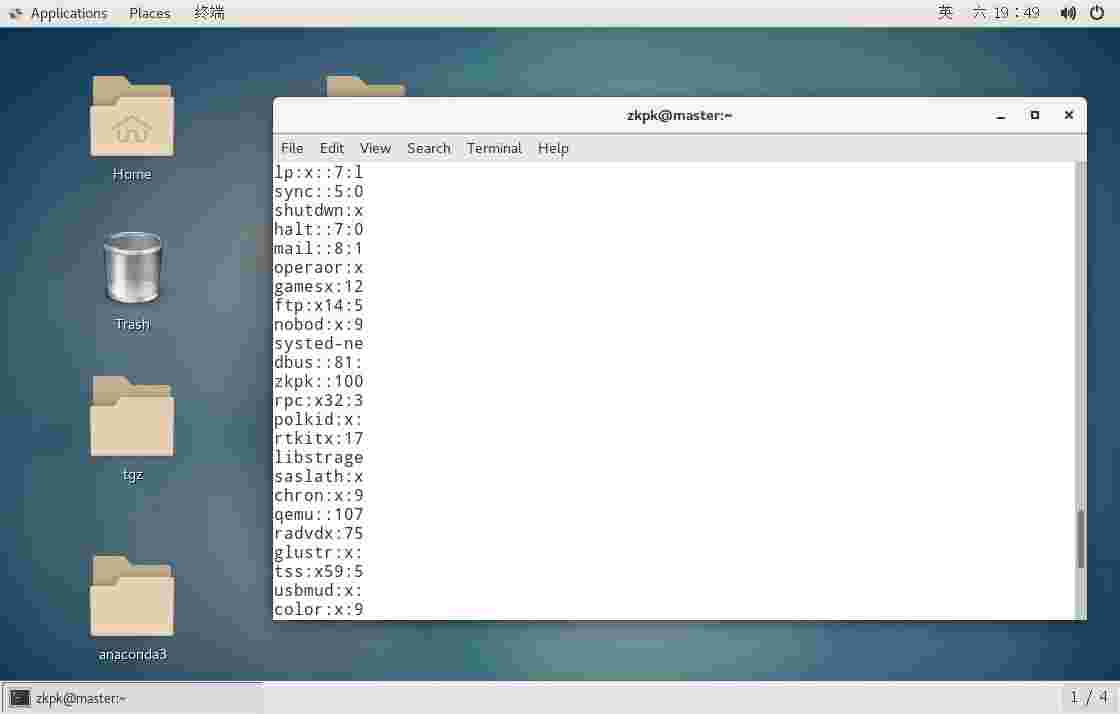 Applications Places 终端 英 六 19:49
Home
Trash
tgz
anaconda3
zkpk@master:~
File Edit View Search Terminal Help
lp:x::7:l
sync::5:0
shutdwn:x
halt::7:0
mail::8:1
operaor:x
gamesx:12
ftp:x14:5
nobod:x:9
systed-ne
dbus::81:
zkpk::100
rpc:x32:3
polkid:x:
rtkitx:17
libstrage
saslath:x
chron:x:9
qemu::107
radvdx:75
glustr:x:
tss:x59:5
usbmud:x:
color:x:9
zkpk@master:~ 1 / 4